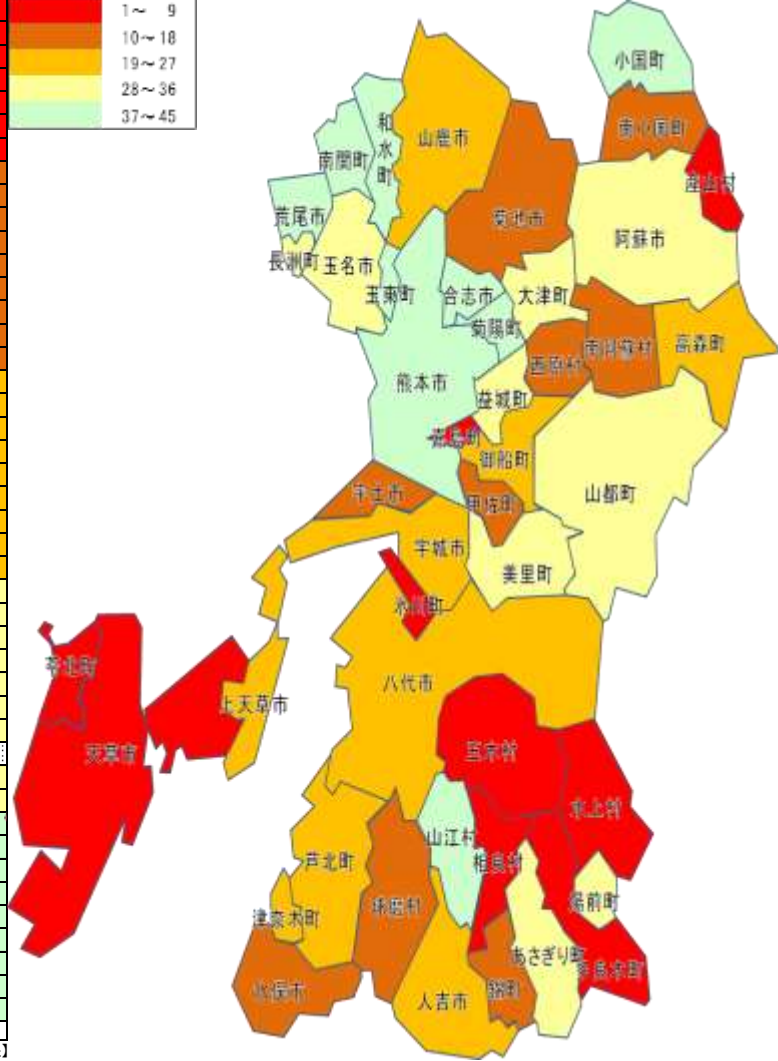 1～ 9
10～18
19～27
28～36
37～45
小国町
南小国町
産山村
和水町
山鹿市
南関町
菊池市
荒尾市
阿蘇市
長洲町
玉名市
玉東町
合志市
大津町
菊陽町
西原村
南阿蘇村
高森町
熊本市
益城町
嘉島町
御船町
宇土市
甲佐町
山都町
宇城市
美里町
氷川町
苓北町
八代市
上天草市
天草市
五木村
水上村
山江村
相良村
芦北町
湯前町
球磨村
津奈木町
あさぎり町
多良木町
水俣市
人吉市
錦町